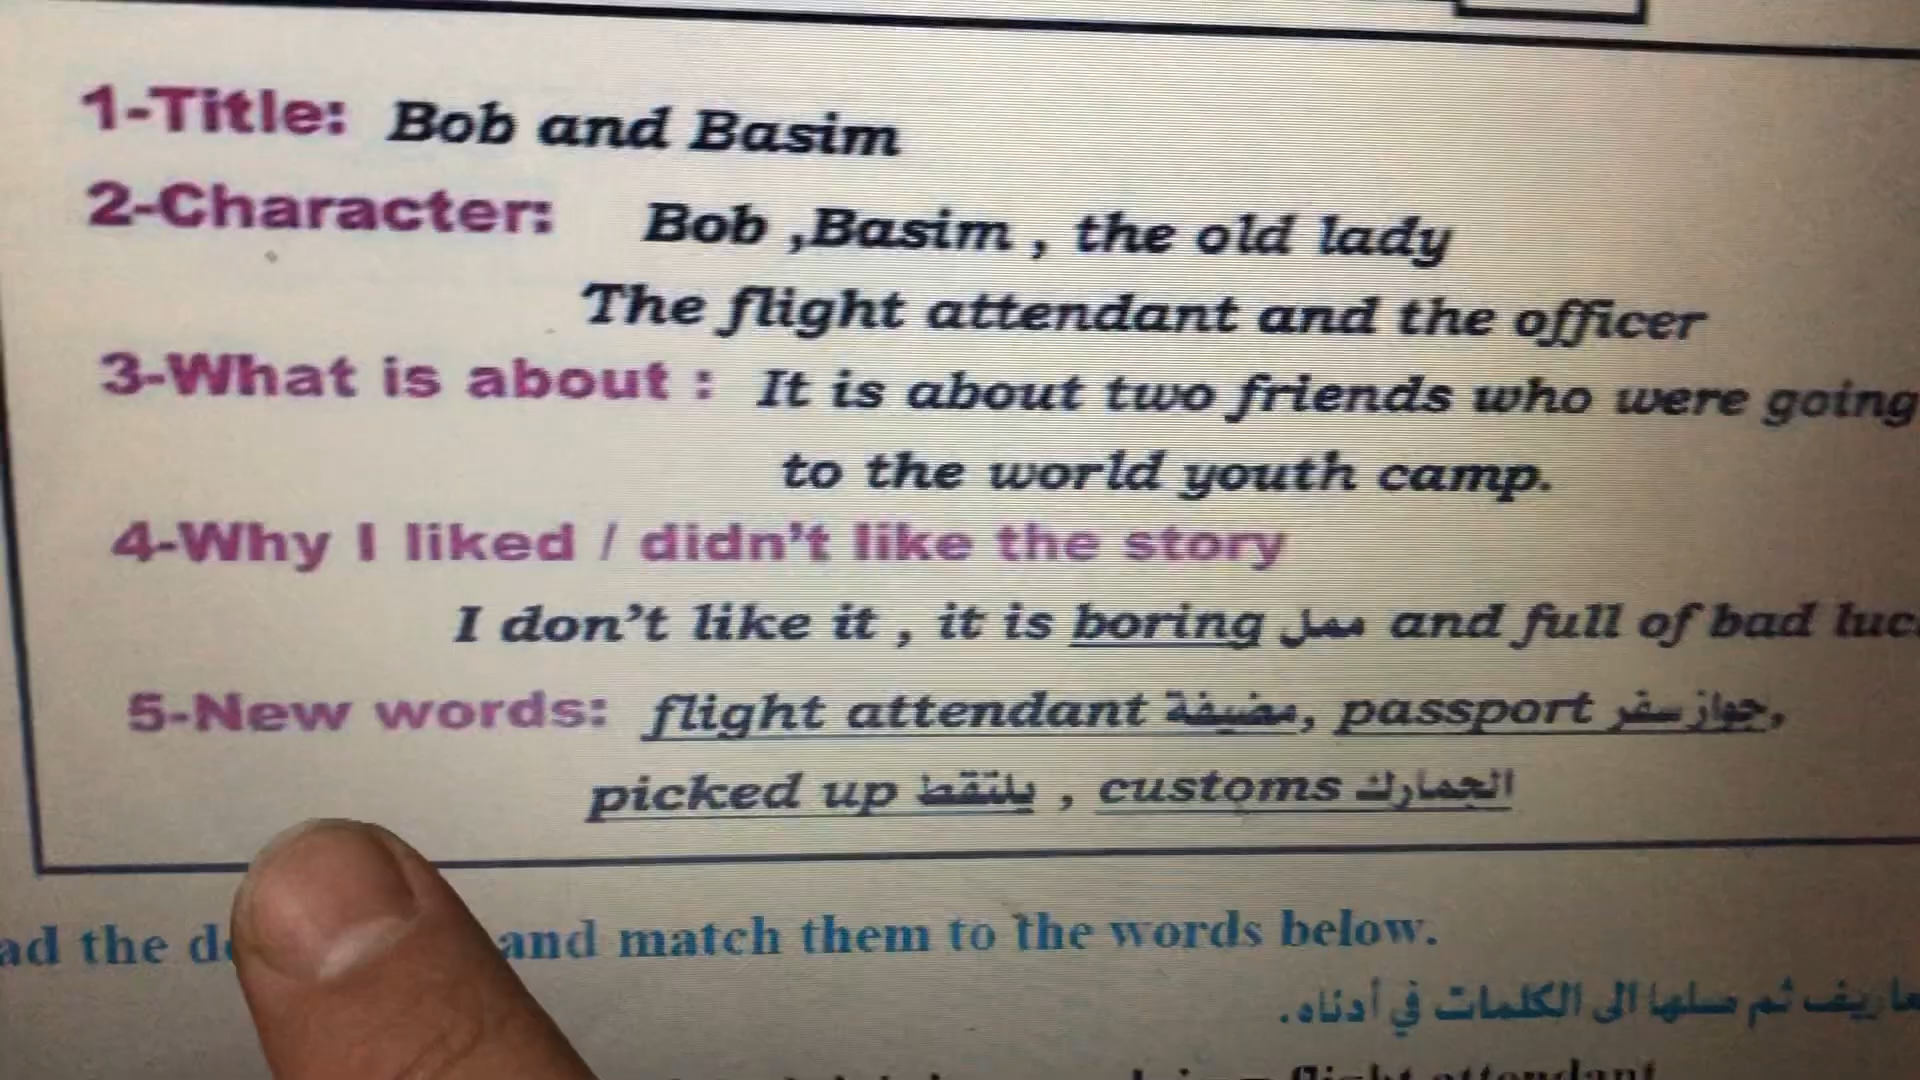 1-Title: Bob and Basim
2-Character: Bob ,Basim , the old lady
The flight attendant and the officer
3-What is about : It is about two friends who were going
to the world youth camp.
4-Why I liked / didn't like the story
I don't like it , it is boring ممل and full of bad
5-New words: flight attendant مضيفة, passport جواز سفر,
picked up يلتقط , customs الجمارك
the and match them to the words below.
ثم صلها الى الكلمات في أدناه.
flight attendant